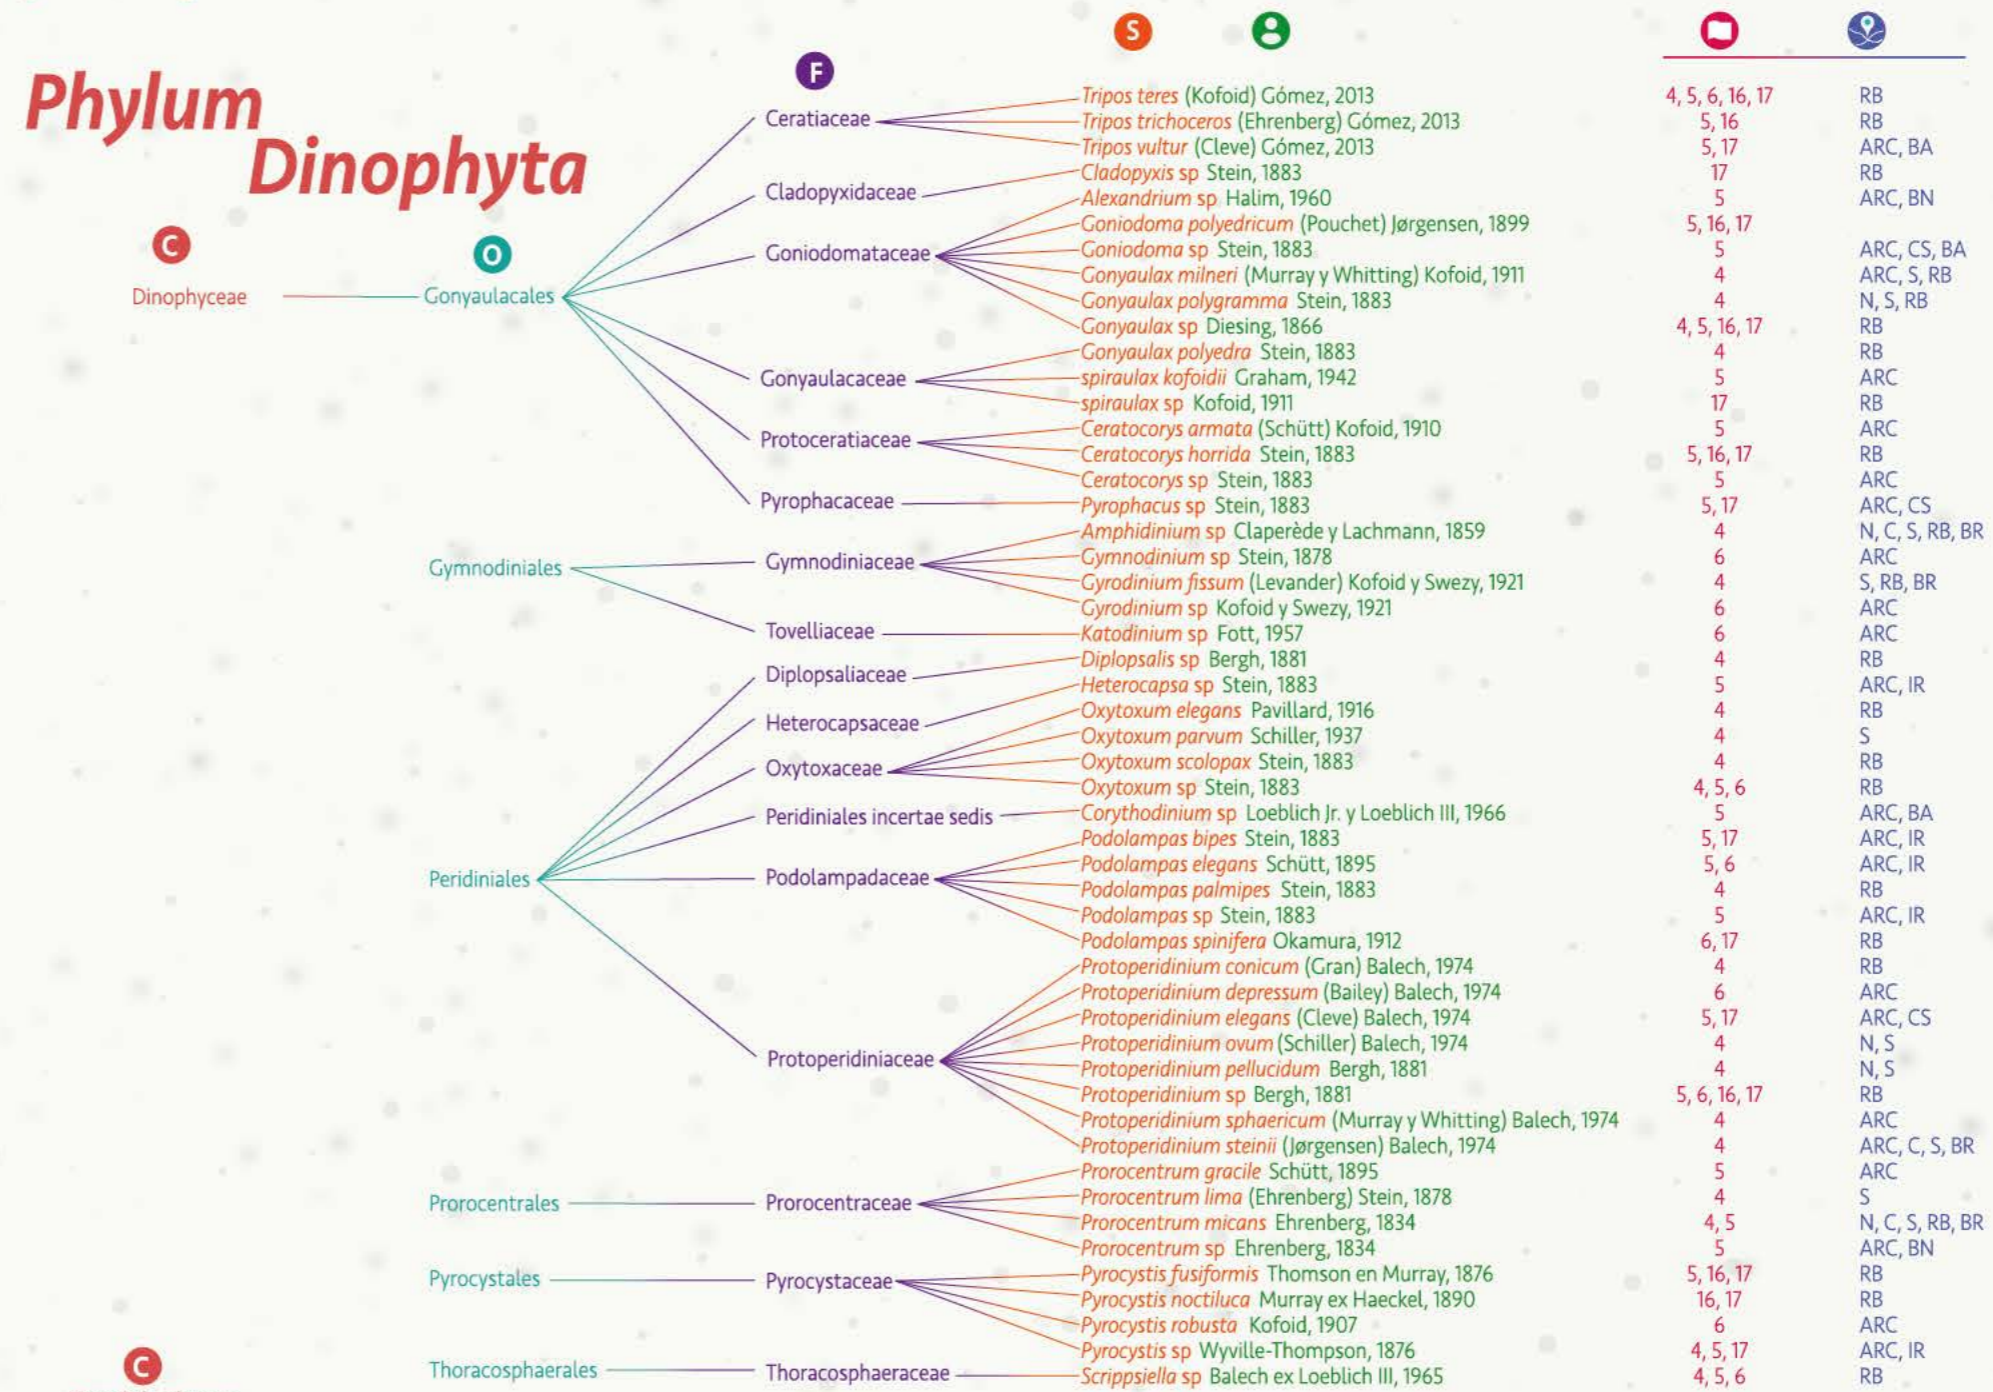 S
F
Phylum
Dinophyta
C
O
Dinophyceae
Gonyaulacales
Ceratiaceae
Tripos teres (Kofoid) Gómez, 2013 4, 5, 6, 16, 17 RB
Tripos trichoceros (Ehrenberg) Gómez, 2013 5, 16 RB
Tripos vultur (Cleve) Gómez, 2013 5, 17 ARC, BA
Cladopyxidaceae
Cladopyxis sp Stein, 1883 17 RB
Goniodomataceae
Alexandrium sp Halim, 1960 5 ARC, BN
Goniodoma polyedricum (Pouchet) Jørgensen, 1899 5, 16, 17
Goniodoma sp Stein, 1883 5 ARC, CS, BA
Gonyaulax milneri (Murray y Whitting) Kofoid, 1911 4 ARC, S, RB
Gonyaulax polygramma Stein, 1883 4 N, S, RB
Gonyaulax sp Diesing, 1866 4, 5, 16, 17 RB
Gonyaulacaceae
Gonyaulax polyedra Stein, 1883 4 RB
spiraulax kofoidii Graham, 1942 5 ARC
spiraulax sp Kofoid, 1911 17 RB
Protoceratiaceae
Ceratocorys armata (Schütt) Kofoid, 1910 5 ARC
Ceratocorys horrida Stein, 1883 5, 16, 17 RB
Ceratocorys sp Stein, 1883 5 ARC
Pyrophacaceae
Pyrophacus sp Stein, 1883 5, 17 ARC, CS
Gymnodiniales
Gymnodiniaceae
Amphidinium sp Claperède y Lachmann, 1859 4 N, C, S, RB, BR
Gymnodinium sp Stein, 1878 6 ARC
Gyrodinium fissum (Levander) Kofoid y Swezy, 1921 4 S, RB, BR
Gyrodinium sp Kofoid y Swezy, 1921 6 ARC
Tovelliaceae
Katodinium sp Fott, 1957 6 ARC
Peridiniales
Diplopsaliaceae
Diplopsalis sp Bergh, 1881 4 RB
Heterocapsaceae
Heterocapsa sp Stein, 1883 5 ARC, IR
Oxytoxaceae
Oxytoxum elegans Pavillard, 1916 4 RB
Oxytoxum parvum Schiller, 1937 4 S
Oxytoxum scolopax Stein, 1883 4 RB
Oxytoxum sp Stein, 1883 4, 5, 6 RB
Peridiniales incertae sedis
Corythodinium sp Loeblich Jr. y Loeblich III, 1966 5 ARC, BA
Podolampadaceae
Podolampas bipes Stein, 1883 5, 17 ARC, IR
Podolampas elegans Schütt, 1895 5, 6 ARC, IR
Podolampas palmipes Stein, 1883 4 RB
Podolampas sp Stein, 1883 5 ARC, IR
Podolampas spinifera Okamura, 1912 6, 17 RB
Protoperidiniaceae
Protoperidinium conicum (Gran) Balech, 1974 4 RB
Protoperidinium depressum (Bailey) Balech, 1974 6 ARC
Protoperidinium elegans (Cleve) Balech, 1974 5, 17 ARC, CS
Protoperidinium ovum (Schiller) Balech, 1974 4 N, S
Protoperidinium pellucidum Bergh, 1881 4 N, S
Protoperidinium sp Bergh, 1881 5, 6, 16, 17 RB
Protoperidinium sphaericum (Murray y Whitting) Balech, 1974 4 ARC
Protoperidinium steinii (Jørgensen) Balech, 1974 4 ARC, C, S, BR
Prorocentrales
Prorocentraceae
Prorocentrum gracile Schütt, 1895 5 ARC
Prorocentrum lima (Ehrenberg) Stein, 1878 4 S
Prorocentrum micans Ehrenberg, 1834 4, 5 N, C, S, RB, BR
Prorocentrum sp Ehrenberg, 1834 5 ARC, BN
Pyrocystales
Pyrocystaceae
Pyrocystis fusiformis Thomson en Murray, 1876 5, 16, 17 RB
Pyrocystis noctiluca Murray ex Haeckel, 1890 16, 17 RB
Pyrocystis robusta Kofoid, 1907 6 ARC
Pyrocystis sp Wyville-Thompson, 1876 4, 5, 17 ARC, IR
Thoracosphaerales
Thoracosphaeraceae
Scrippsiella sp Balech ex Loeblich III, 1965 4, 5, 6 RB
C